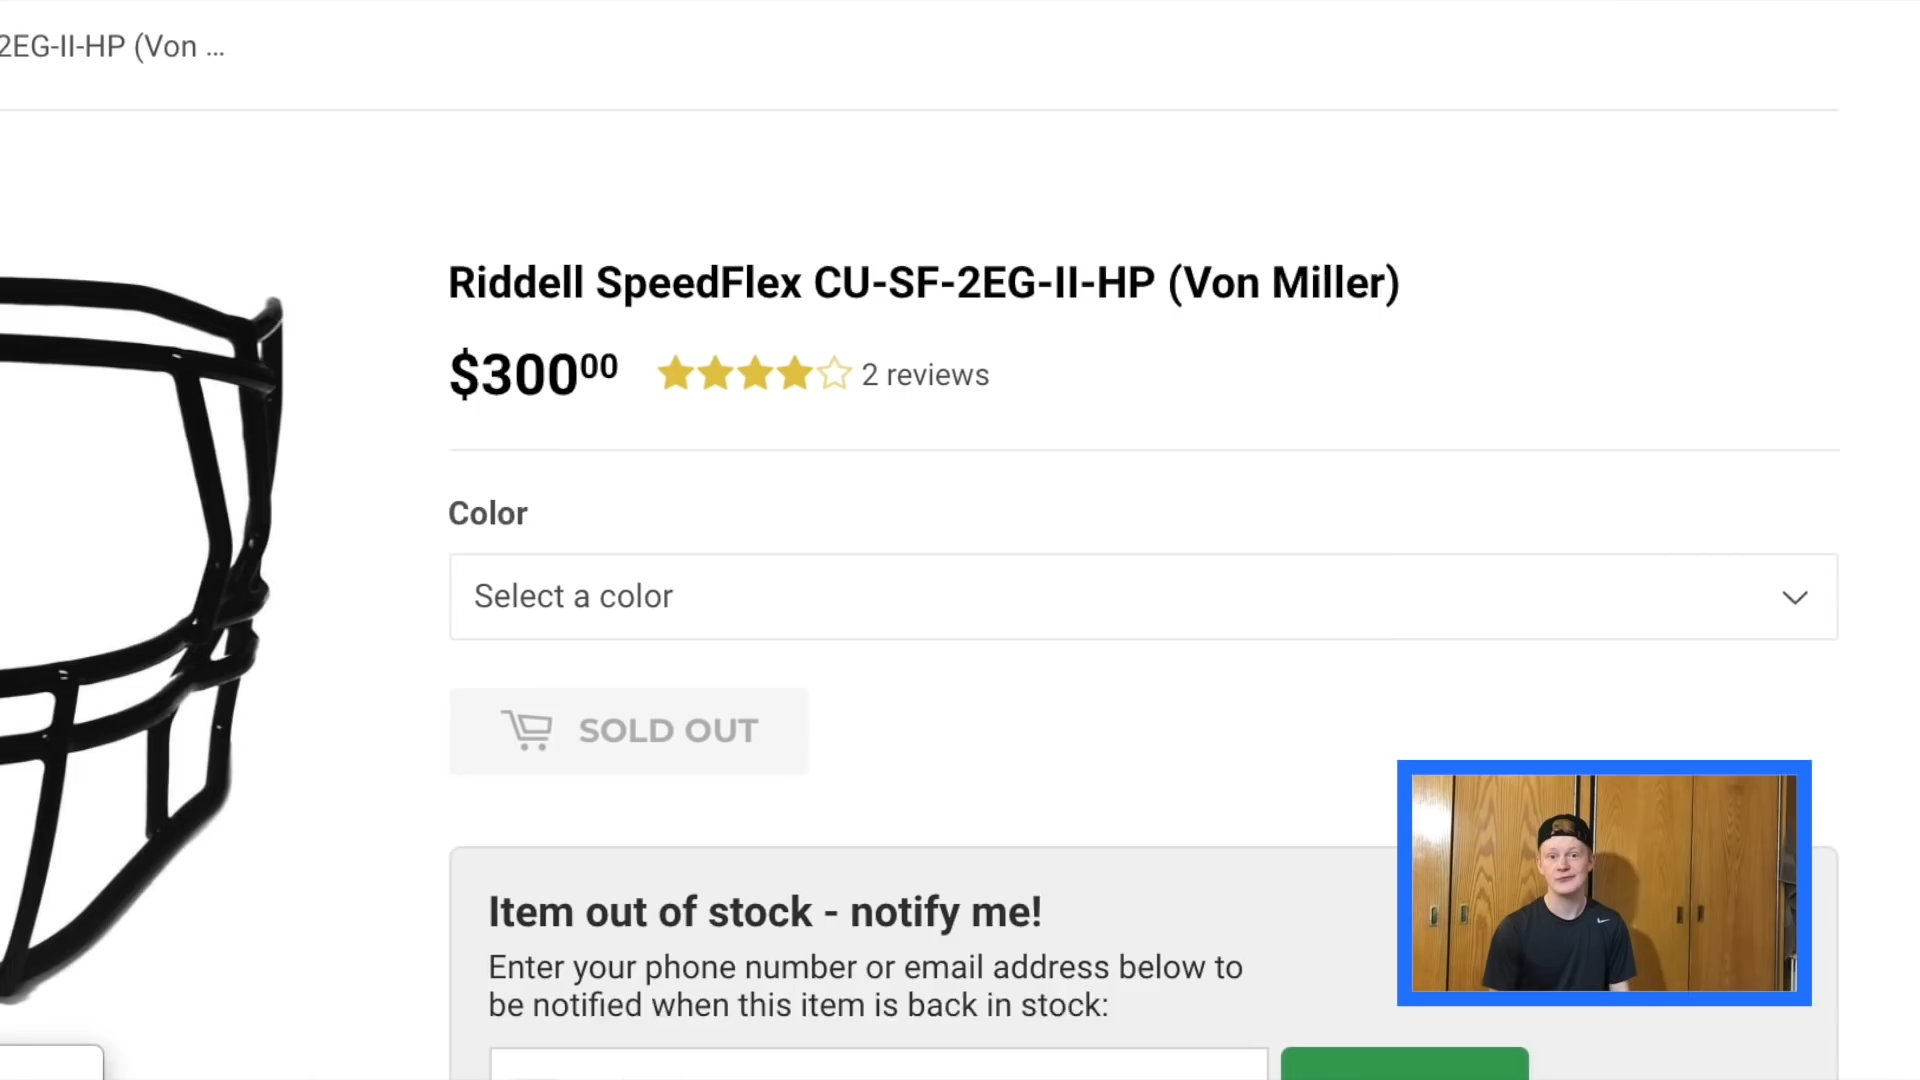 2EG-II-HP (Von ...
Riddell SpeedFlex CU-SF-2EG-II-HP (Von Miller)
$300⁰⁰
2 reviews
Color
Select a color
SOLD OUT
Item out of stock - notify me!
Enter your phone number or email address below to
be notified when this item is back in stock: